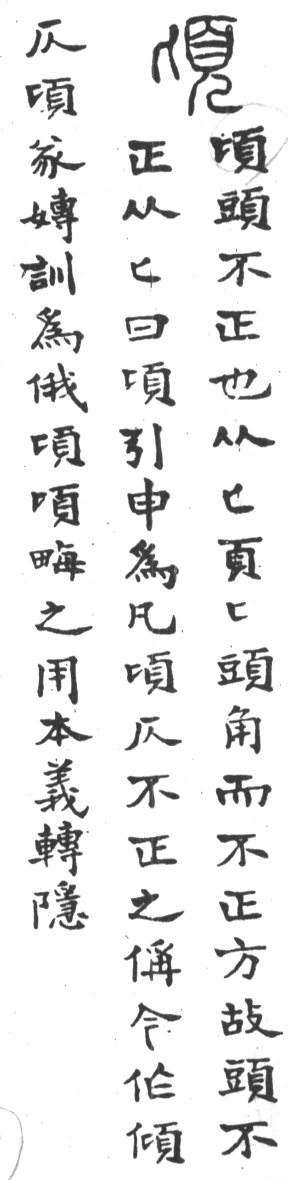 頃
頃頭不正也从匕頁匕頭角而不正方故頭不
正从匕曰頃引申為凡頃仄不正之偁今作傾
仄頃家嫥訓為俄頃頃畮之用本義轉隱